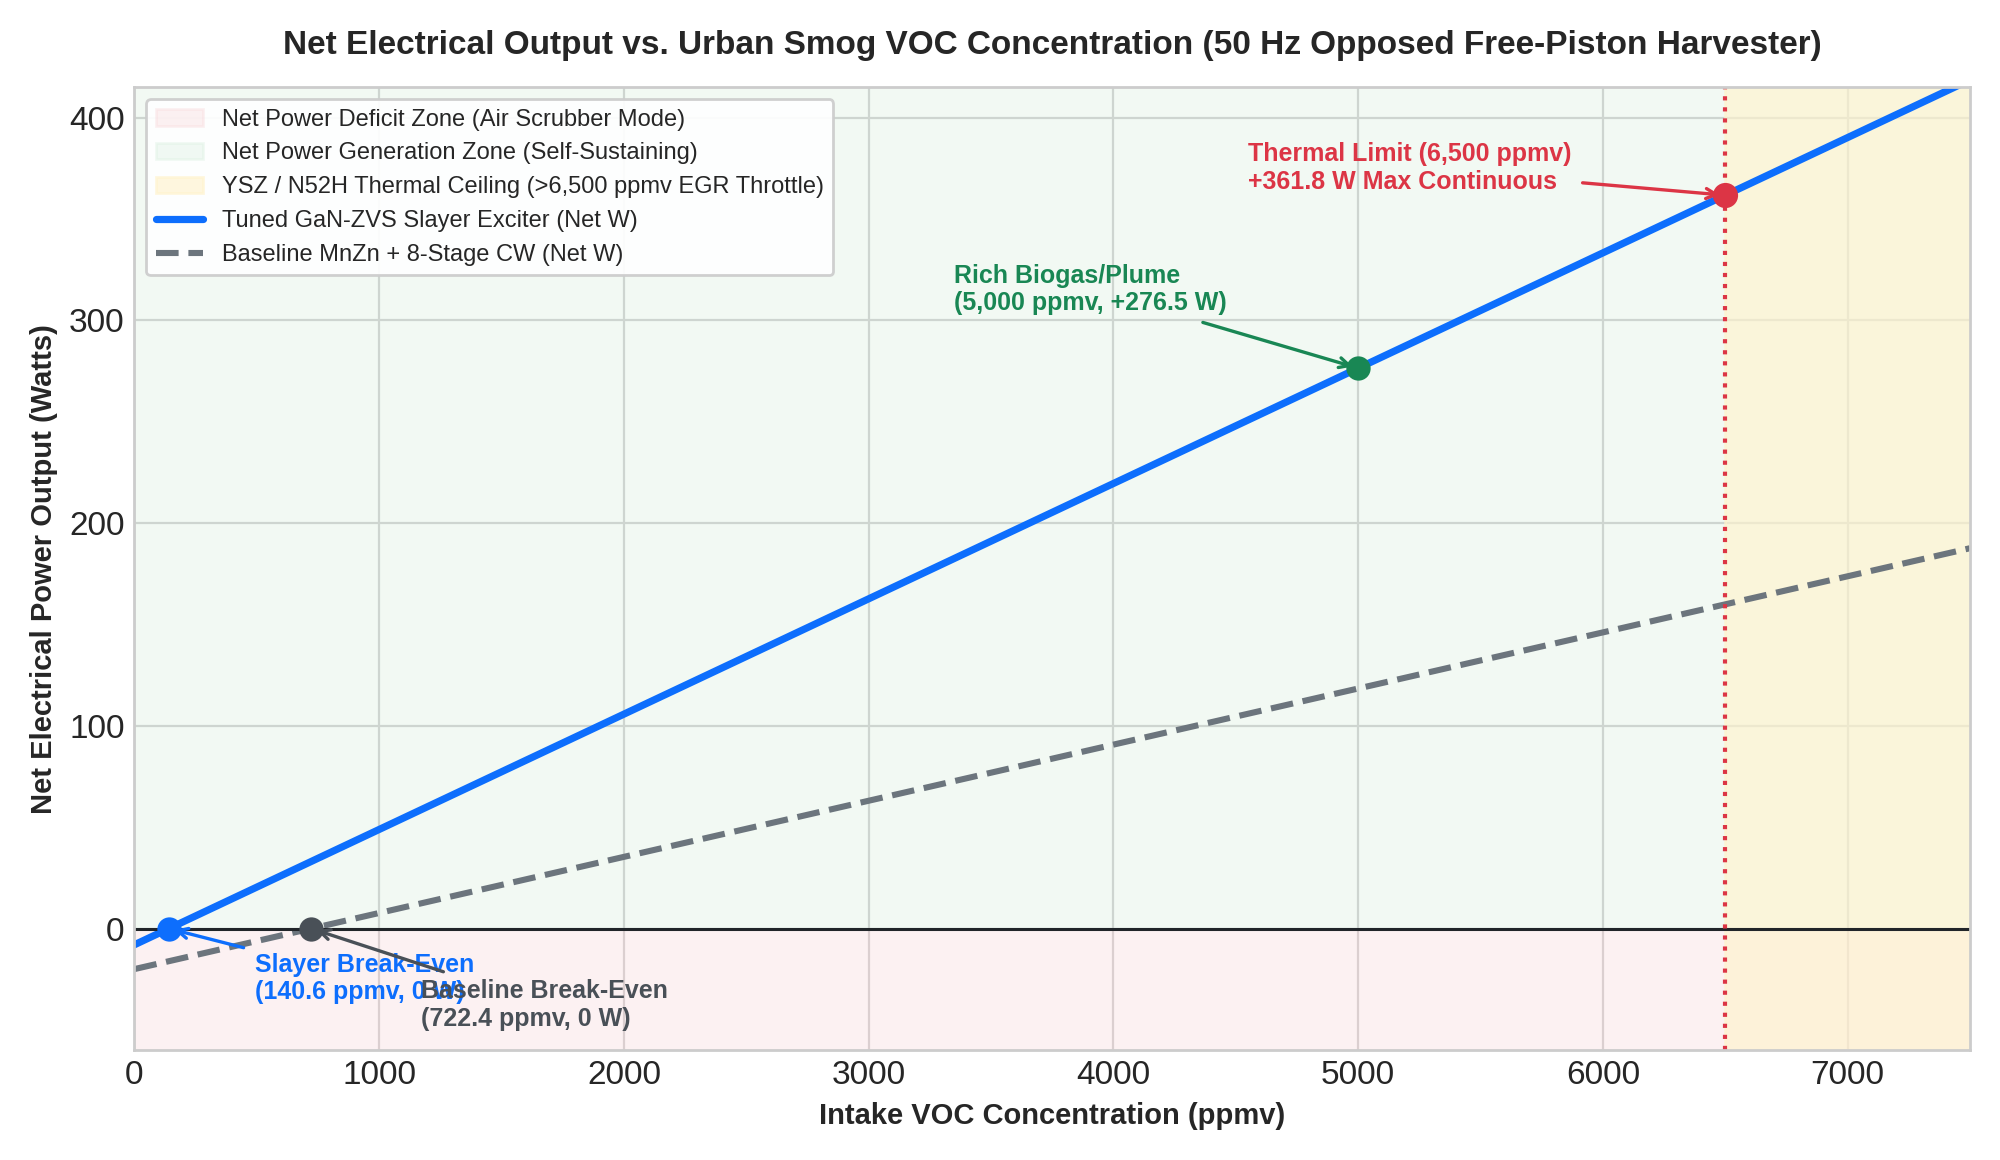 Net Electrical Output vs. Urban Smog VOC Concentration (50 Hz Opposed Free-Piston Harvester)
Net Power Deficit Zone (Air Scrubber Mode)
Net Power Generation Zone (Self-Sustaining)
YSZ / N52H Thermal Ceiling (>6,500 ppmv EGR Throttle)
Tuned GaN-ZVS Slayer Exciter (Net W)
Baseline MnZn + 8-Stage CW (Net W)
Thermal Limit (6,500 ppmv)
+361.8 W Max Continuous
Rich Biogas/Plume
(5,000 ppmv, +276.5 W)
Slayer Break-Even
(140.6 ppmv, 0 W)
Baseline Break-Even
(722.4 ppmv, 0 W)
Net Electrical Power Output (Watts)
400
300
200
100
0
0
1000
2000
3000
4000
5000
6000
7000
Intake VOC Concentration (ppmv)